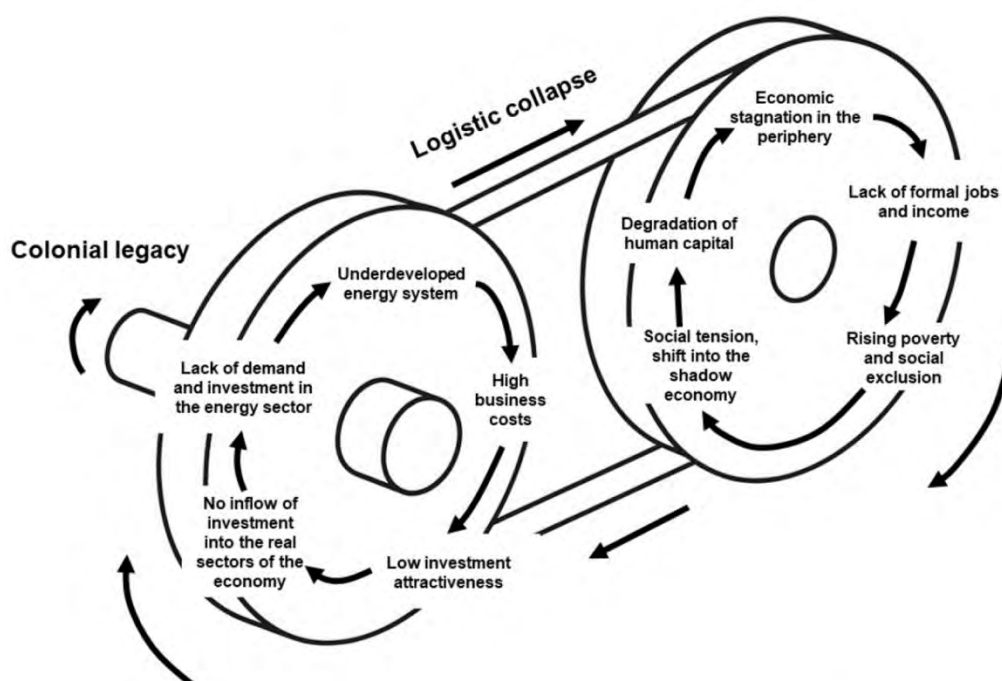 Logistic collapse
Colonial legacy
Underdeveloped
energy system
High
business
costs
Low investment
attractiveness
No inflow of
investment
into the real
sectors of the
economy
Lack of demand
and investment in
the energy sector
Economic
stagnation in the
periphery
Lack of formal jobs
and income
Rising poverty
and social
exclusion
Social tension,
shift into the
shadow
economy
Degradation of
human capital